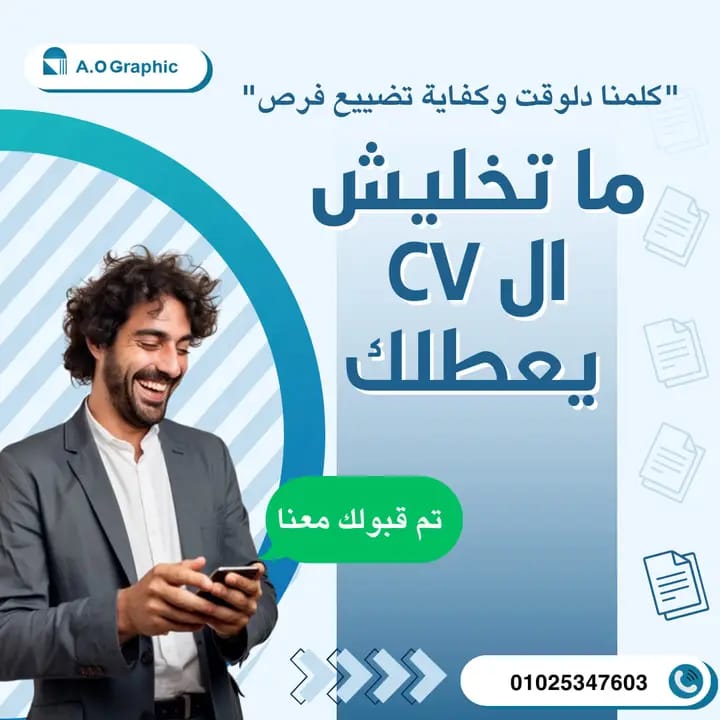 A.O Graphic
"كلمنا دلوقت وكفاية تضييع فرص"
ما تخليش
ال CV
يعطلك
تم قبولك معنا
01025347603